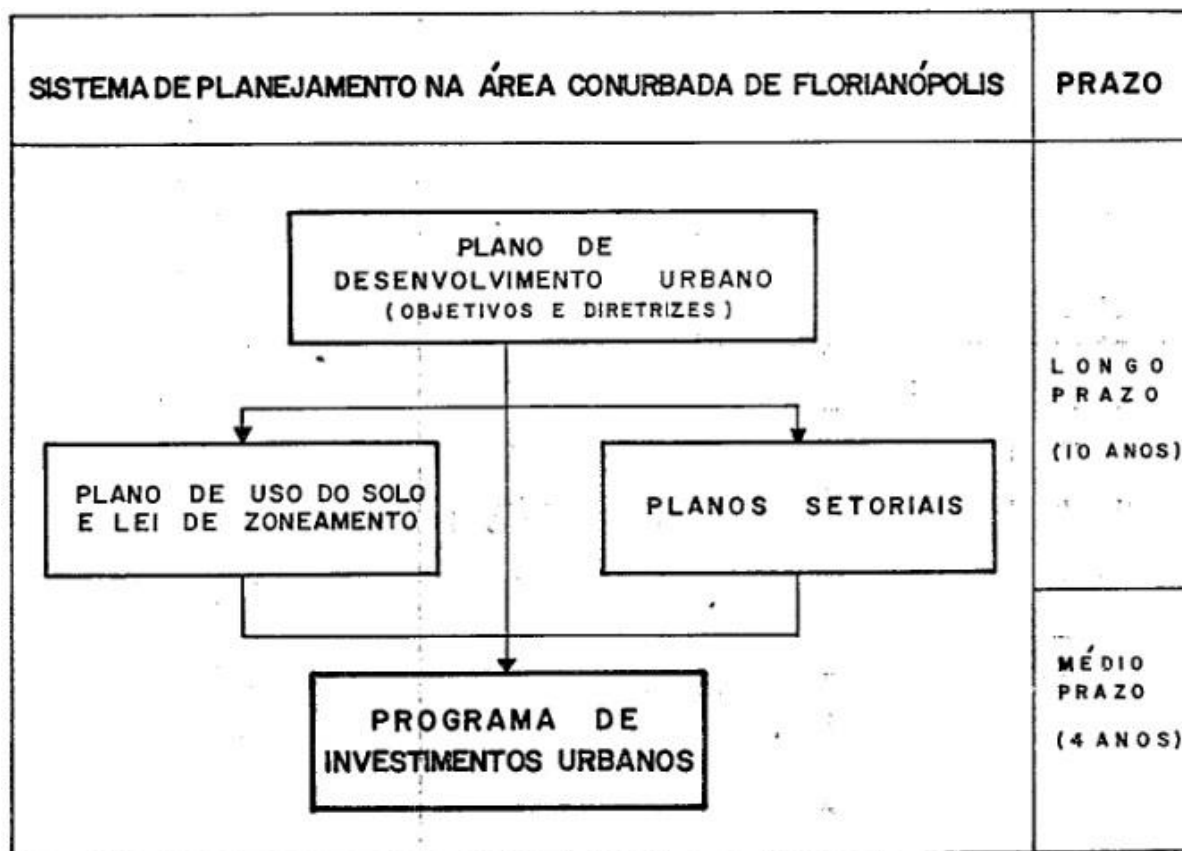 SISTEMA DE PLANEJAMENTO NA ÁREA CONURBADA DE FLORIANÓPOLIS
PRAZO
PLANO DE
DESENVOLVIMENTO URBANO
(OBJETIVOS E DIRETRIZES)
LONGO
PRAZO
(10 ANOS)
PLANO DE USO DO SOLO
E LEI DE ZONEAMENTO
PLANOS SETORIAIS
MÉDIO
PRAZO
(4 ANOS)
PROGRAMA DE
INVESTIMENTOS URBANOS